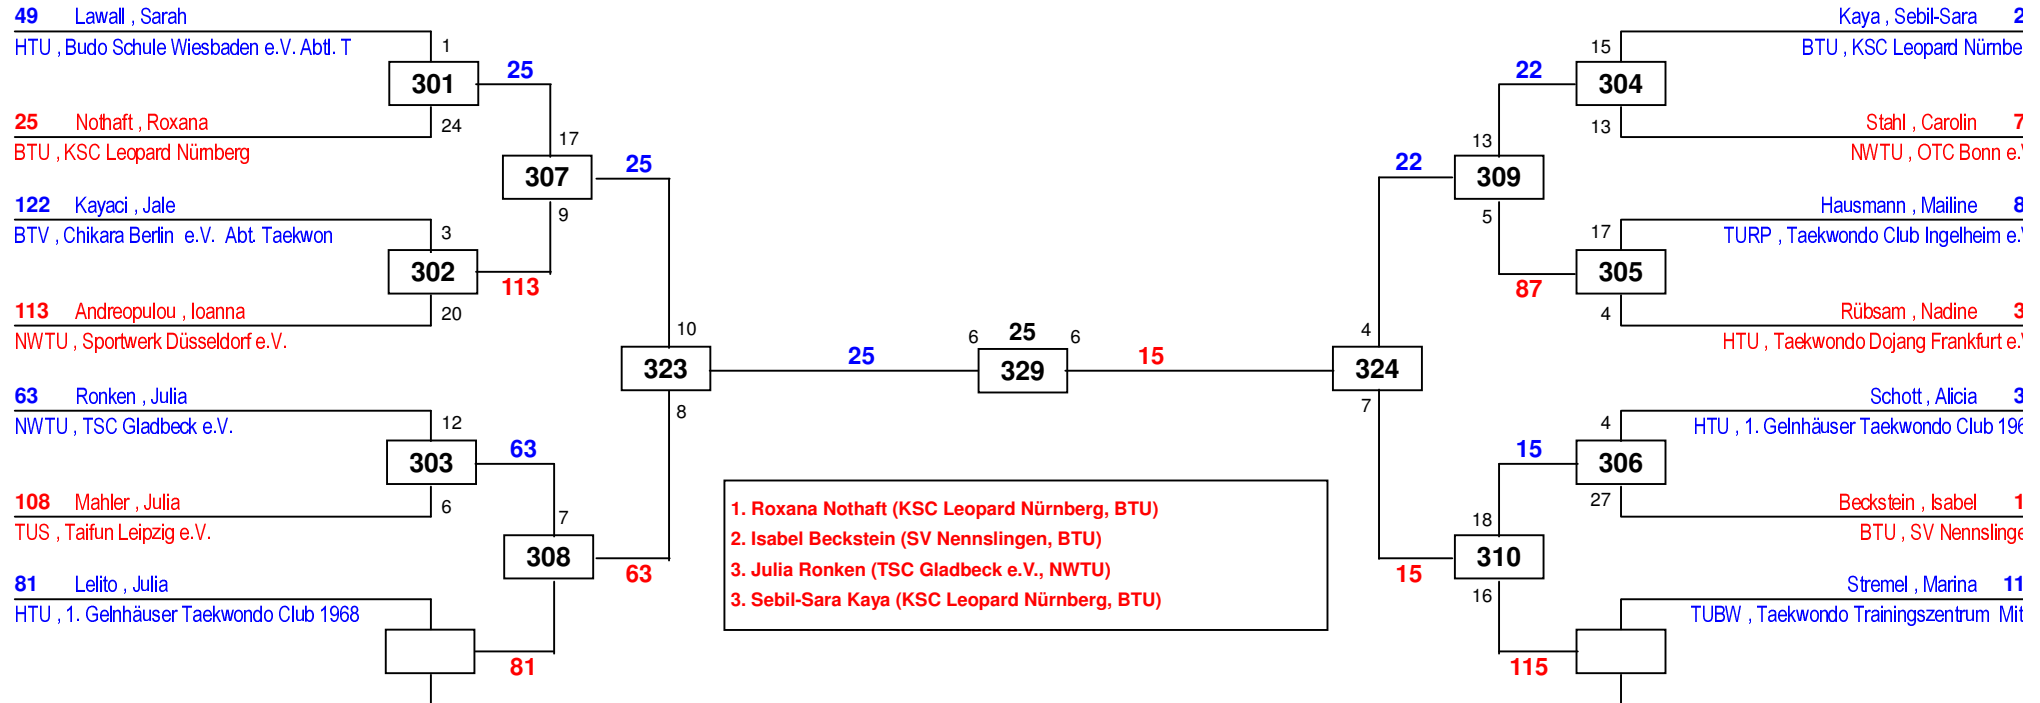 49 Lawall , Sarah
HTU , Budo Schule Wiesbaden e.V. Abtl. T
1
301
25
24
25 Nothaft , Roxana
BTU , KSC Leopard Nürnberg
17
307
25
9
122 Kayaci , Jale
BTV , Chikara Berlin e.V. Abt. Taekwon
3
302
113
20
113 Andreopulou , Ioanna
NWTU , Sportwerk Düsseldorf e.V.
10
323
25
8
63 Ronken , Julia
NWTU , TSC Gladbeck e.V.
12
303
63
6
108 Mahler , Julia
TUS , Taifun Leipzig e.V.
7
308
63
81 Lelito , Julia
HTU , 1. Gelnhäuser Taekwondo Club 1968
81
6 25 6
329
15
1. Roxana Nothaft (KSC Leopard Nürnberg, BTU)
2. Isabel Beckstein (SV Nennslingen, BTU)
3. Julia Ronken (TSC Gladbeck e.V., NWTU)
3. Sebil-Sara Kaya (KSC Leopard Nürnberg, BTU)
Kaya , Sebil-Sara 2
BTU , KSC Leopard Nürnbe
15
22
304
13
Stahl , Carolin 7
NWTU , OTC Bonn e.V
13
22
309
5
Hausmann , Mailine 8
TURP , Taekwondo Club Ingelheim e.V
17
305
87
4
Rübsam , Nadine 3
HTU , Taekwondo Dojang Frankfurt e.V
4
324
7
Schott , Alicia 3
HTU , 1. Gelnhäuser Taekwondo Club 196
4
15
306
27
Beckstein , Isabel 1
BTU , SV Nennslinge
18
310
15
16
Stremel , Marina 11
TUBW , Taekwondo Trainingszentrum Mit
115